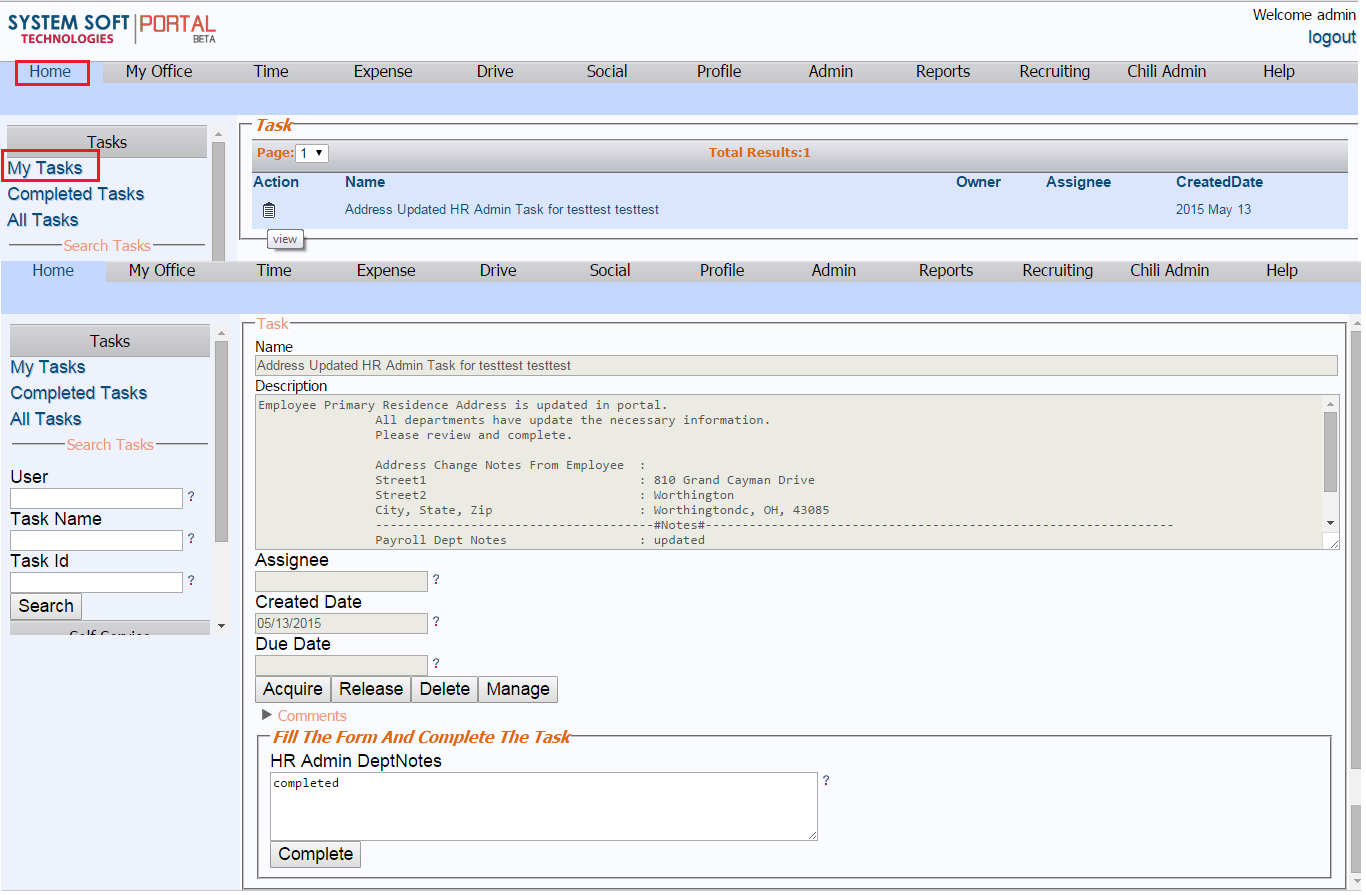 SYSTEM SOFT TECHNOLOGIES PORTAL BETA
Welcome admin
logout
Home My Office Time Expense Drive Social Profile Admin Reports Recruiting Chili Admin Help
Tasks
My Tasks
Completed Tasks
All Tasks
Search Tasks
Task
Page: 1 Total Results:1
Action Name Owner Assignee CreatedDate
Address Updated HR Admin Task for testtest testtest 2015 May 13
view
Home My Office Time Expense Drive Social Profile Admin Reports Recruiting Chili Admin Help
Tasks
My Tasks
Completed Tasks
All Tasks
Search Tasks
User
?
Task Name
?
Task Id
?
Search
Self Service
Task
Name
Address Updated HR Admin Task for testtest testtest
Description
Employee Primary Residence Address is updated in portal.
All departments have update the necessary information.
Please review and complete.
Address Change Notes From Employee :
Street1 : 810 Grand Cayman Drive
Street2 : Worthington
City, State, Zip : Worthingtondc, OH, 43085
--------------------------------------#Notes#----------------------------------------------------------------
Payroll Dept Notes : updated
Assignee
?
Created Date
05/13/2015 ?
Due Date
?
Acquire Release Delete Manage
Comments
Fill The Form And Complete The Task
HR Admin DeptNotes
completed ?
Complete